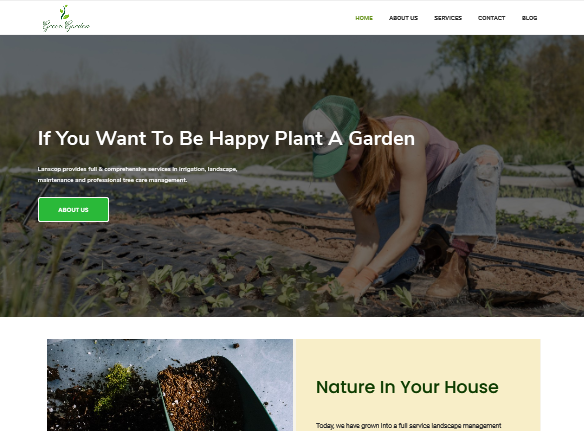 Green Garden
HOME ABOUT US SERVICES CONTACT BLOG
If You Want To Be Happy Plant A Garden
Lanscop provides full & comprehensive services in irrigation, landscape,
maintenance and professional tree care management.
ABOUT US
Nature In Your House
Today, we have grown into a full service landscape management